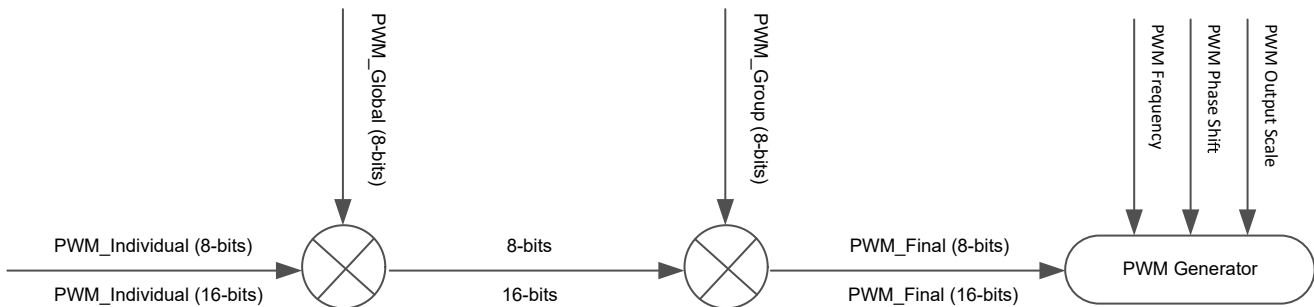 PWM_Global (8-bits)
PWM_Group (8-bits)
PWM Frequency
PWM Phase Shift
PWM Output Scale
PWM_Individual (8-bits)
8-bits
PWM_Final (8-bits)
PWM Generator
PWM_Individual (16-bits)
16-bits
PWM_Final (16-bits)